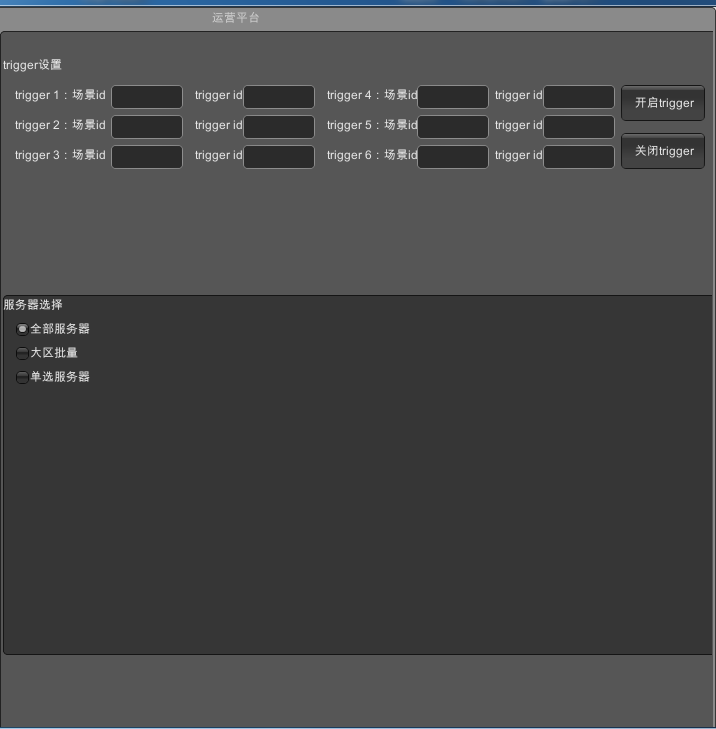 运营平台
trigger设置
trigger 1：场景id trigger id trigger 4：场景id trigger id
trigger 2：场景id trigger id trigger 5：场景id trigger id
trigger 3：场景id trigger id trigger 6：场景id trigger id
开启trigger
关闭trigger
服务器选择
全部服务器
大区批量
单选服务器